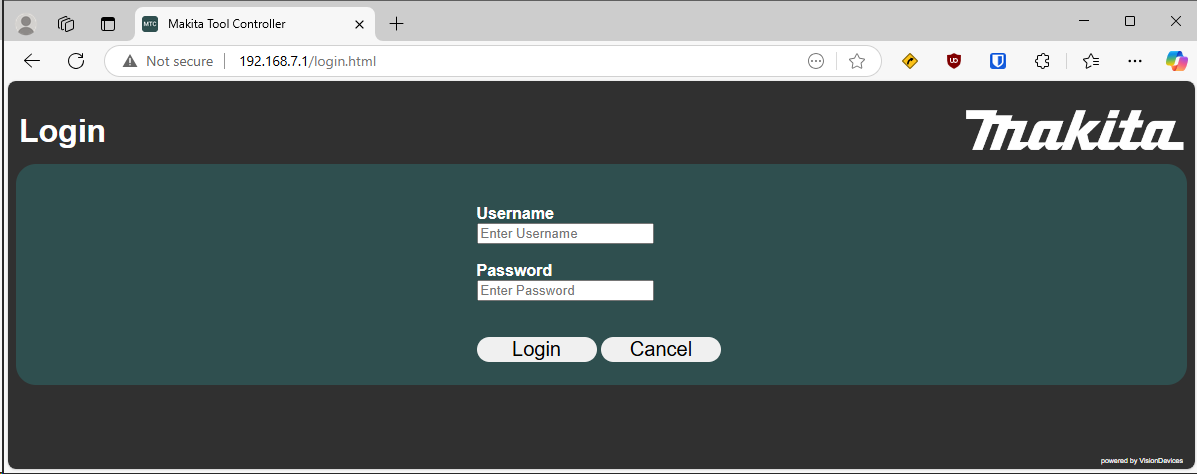 MTC Makita Tool Controller
Not secure 192.168.7.1/login.html
Login
makita
Username
Enter Username
Password
Enter Password
Login Cancel
powered by VisionDevices